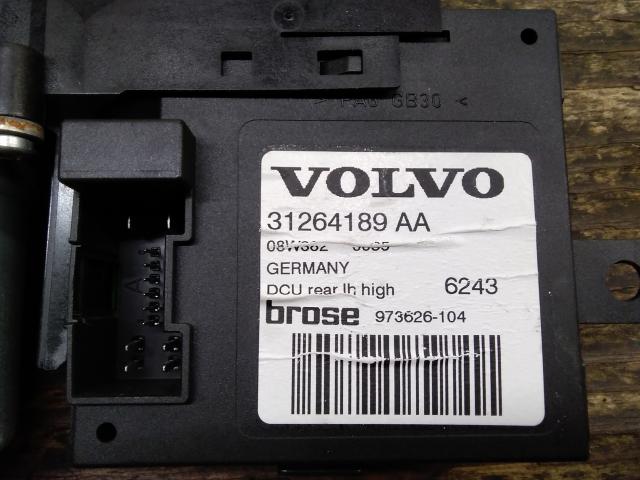 > PA6 GB30 <
VOLVO
31264189 AA
GERMANY
DCU rear lh high 6243
brose 973626-104
A